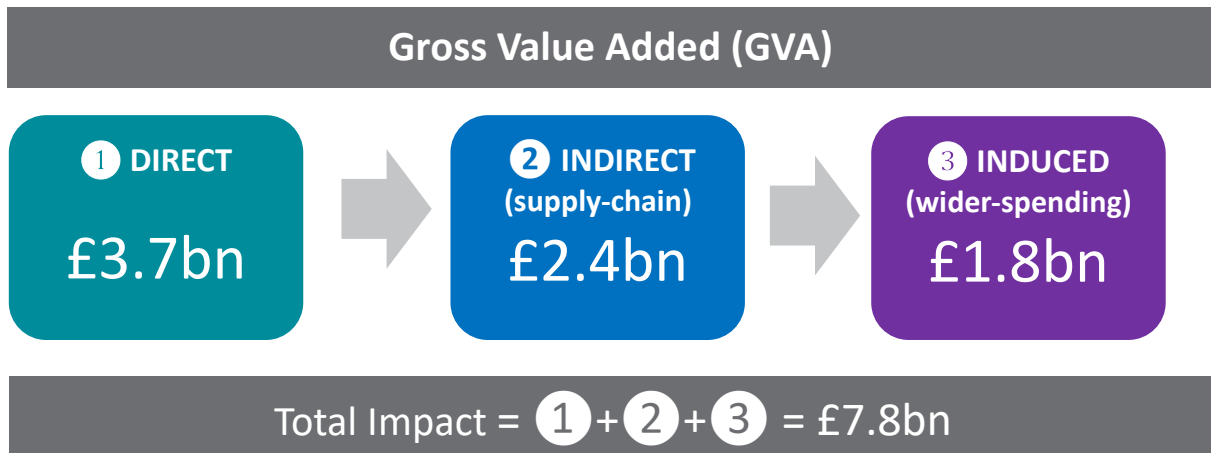 Gross Value Added (GVA)
1 DIRECT
£3.7bn
2 INDIRECT
(supply-chain)
£2.4bn
3 INDUCED
(wider-spending)
£1.8bn
Total Impact = 1+2+3 = £7.8bn